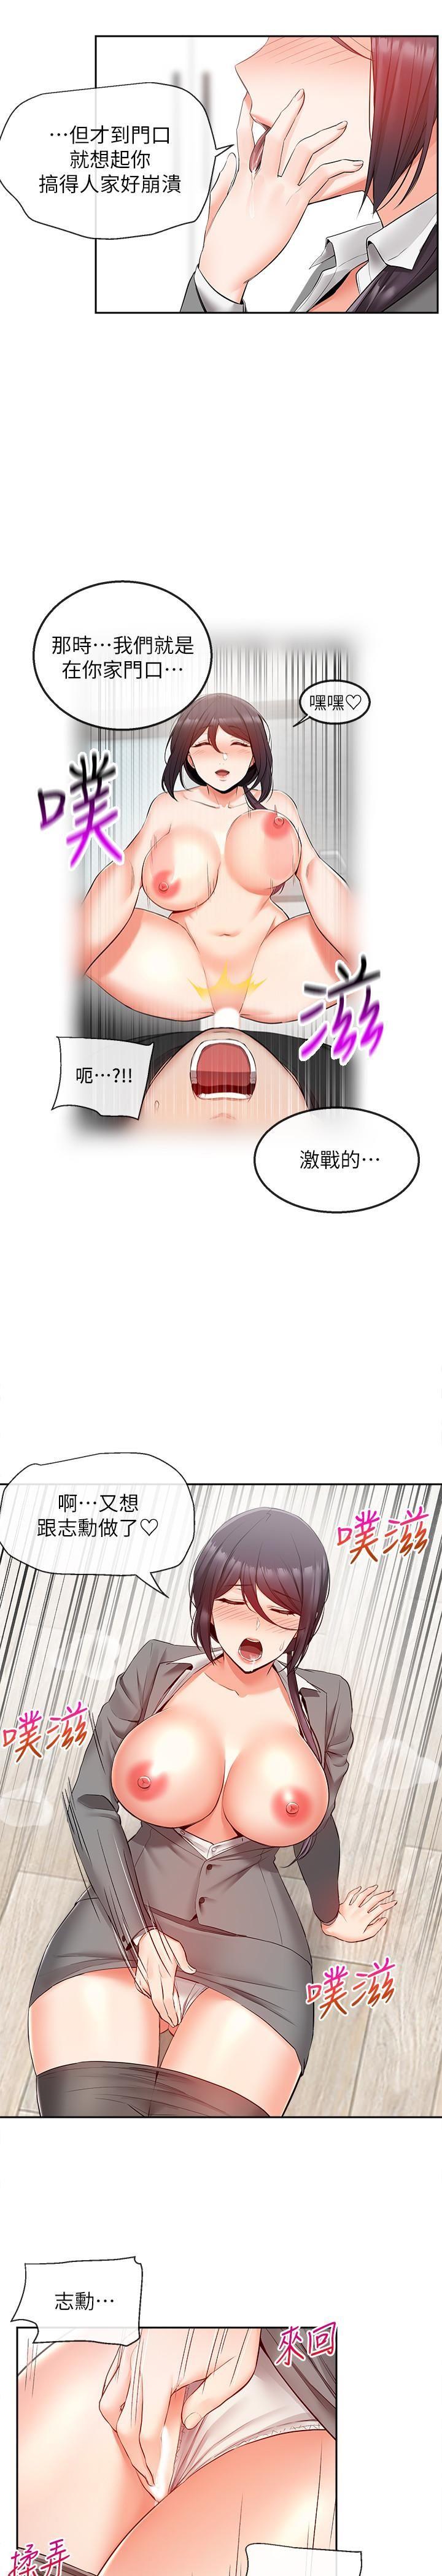 …但才到門口
就想起你
搞得人家好崩潰
那時…我們就是
在你家門口…
嘿嘿♡
噗
滋
呃…?!!
激戰的…
啊…又想
跟志勳做了♡
噗滋
噗滋
噗滋
志勳…
來回
揉弄